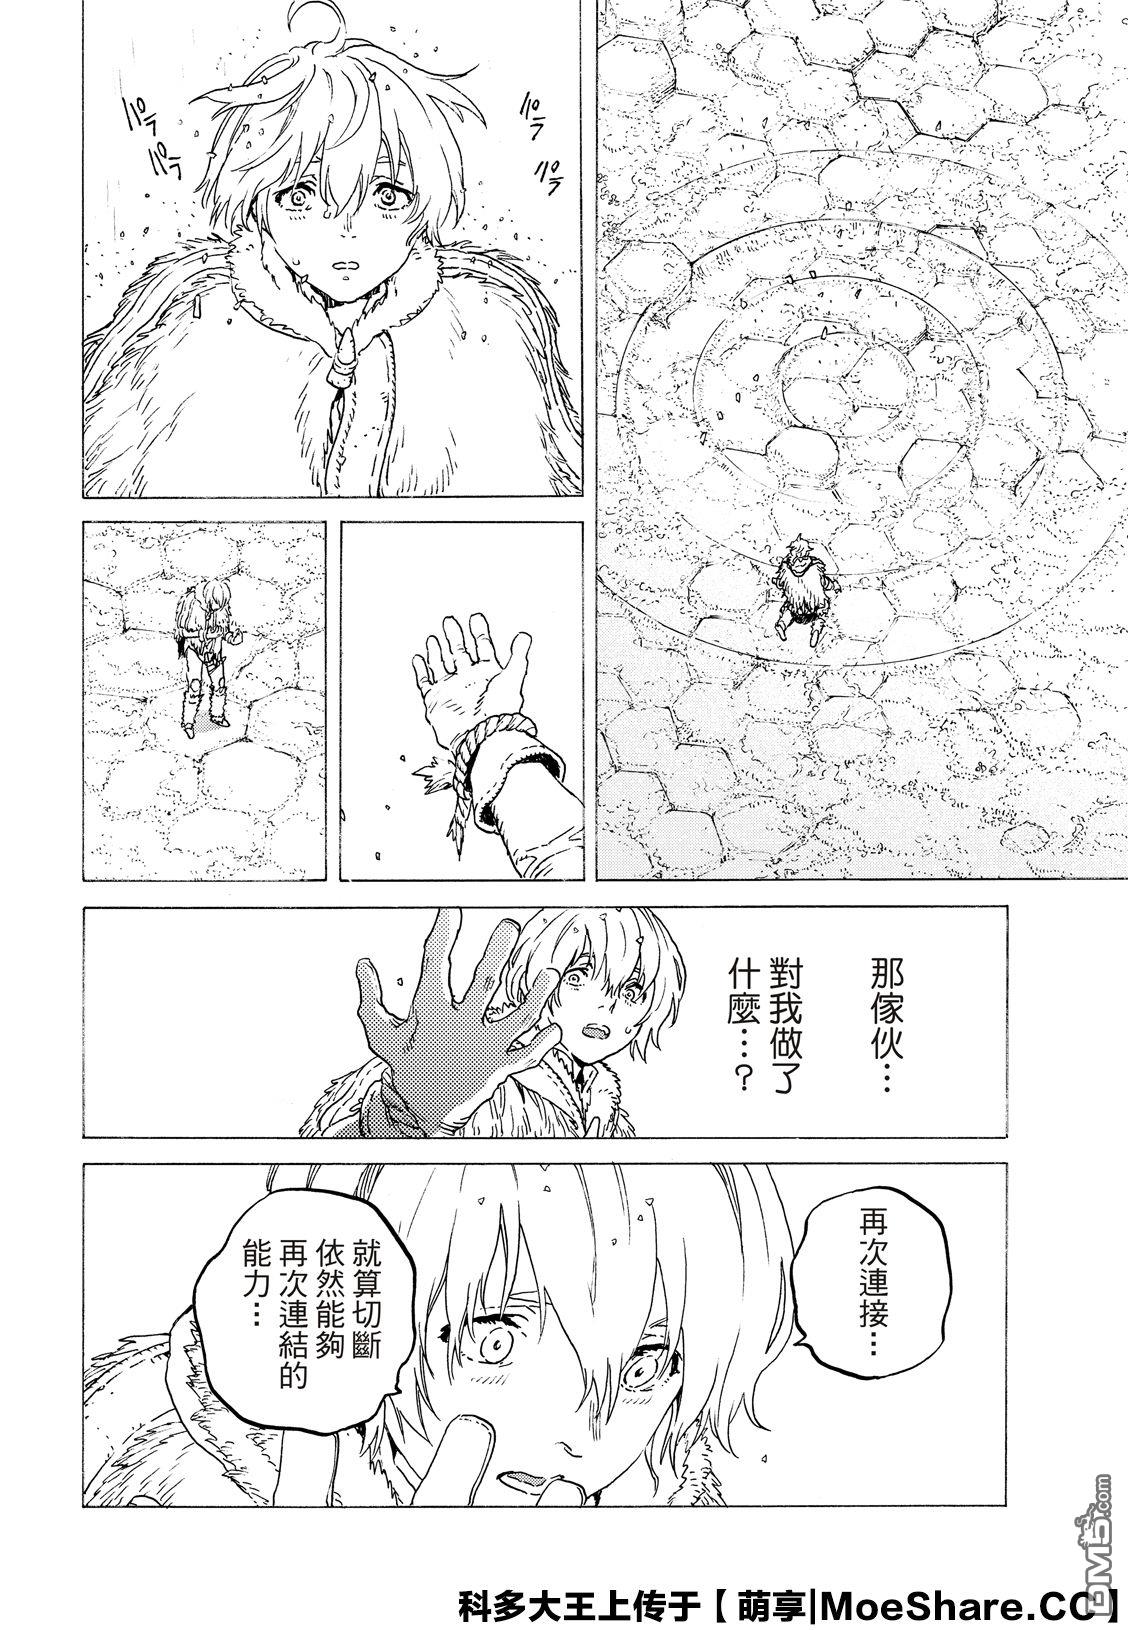 パラ
パラ
パラ
パラ
那傢伙…
對我做了
什麼…？
再次連接…
就算切斷
依然能夠
再次連結的
能力…
DM5.com
科多大王上传于【萌享|MoeShare.CC】